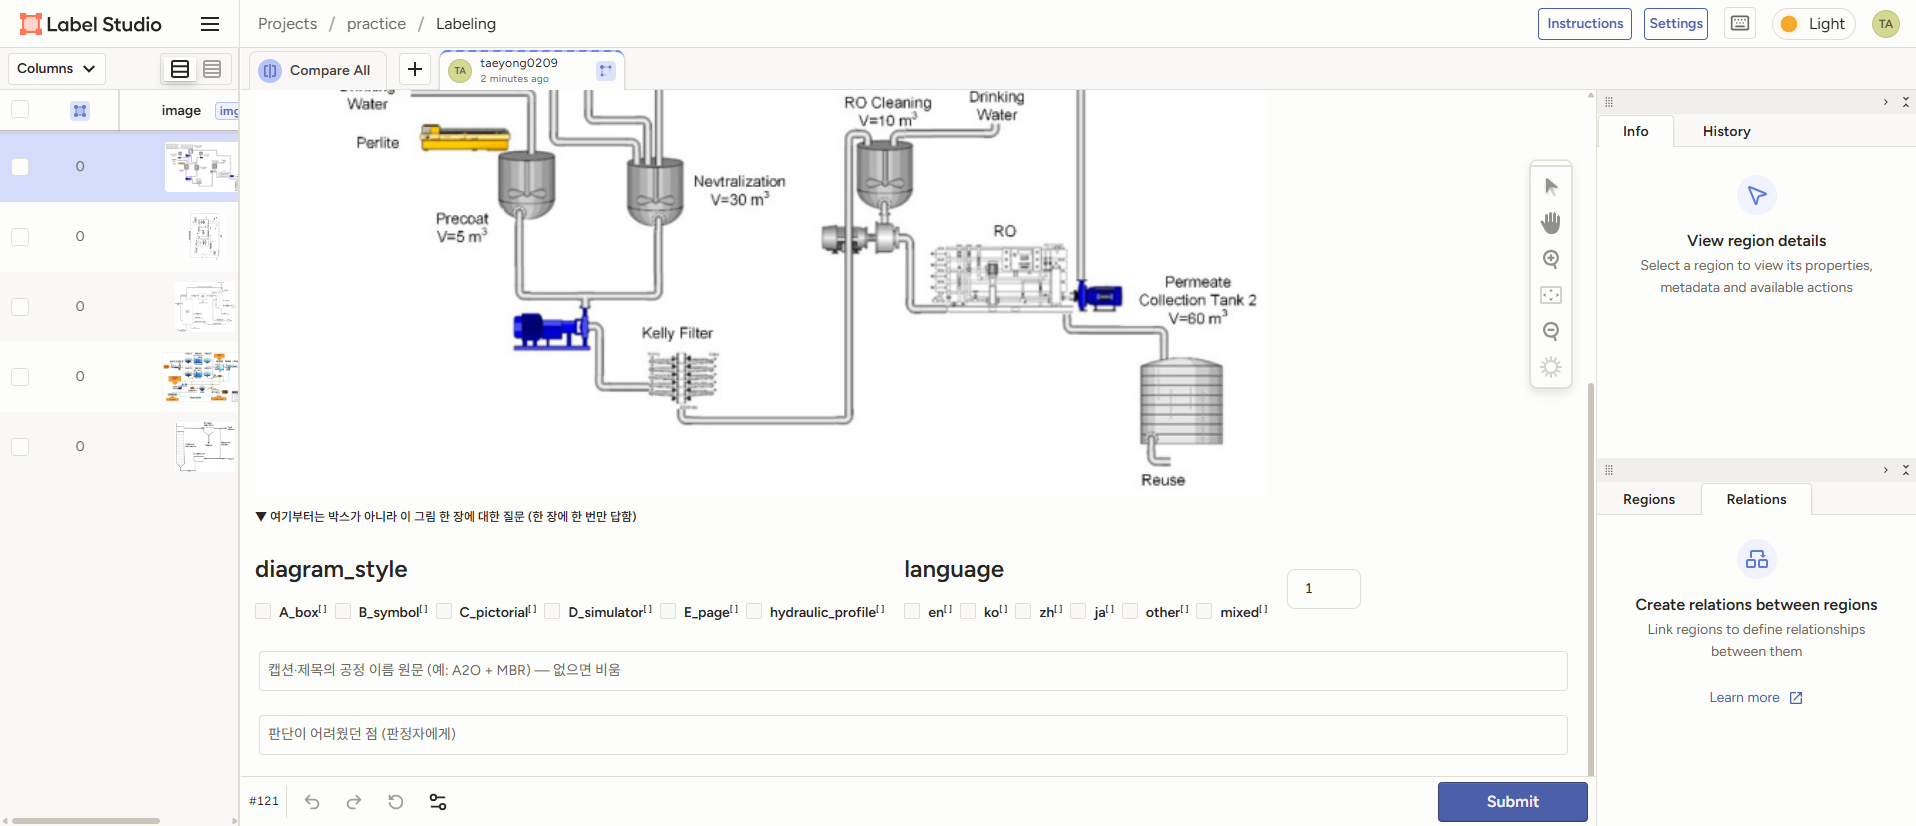 Label Studio
Projects / practice / Labeling
Instructions
Settings
Light
TA
Columns
Compare All
TA
taeyong0209
2 minutes ago
image
img
0
0
0
0
0
Drinking
Water
Perlite
Precoat
V=5 m³
Nevtralization
V=30 m³
RO Cleaning
V=10 m³
Drinking
Water
RO
Permeate
Collection Tank 2
V=60 m³
Kelly Filter
Reuse
▼ 여기부터는 박스가 아니라 이 그림 한 장에 대한 질문 (한 장에 한 번만 답함)
diagram_style
A_box[ ] B_symbol[ ] C_pictorial[ ] D_simulator[ ] E_page[ ] hydraulic_profile[ ]
language
en[ ] ko[ ] zh[ ] ja[ ] other[ ] mixed[ ]
1
캡션·제목의 공정 이름 원문 (예: A2O + MBR) — 없으면 비움
판단이 어려웠던 점 (판정자에게)
#121
Submit
Info
History
View region details
Select a region to view its properties,
metadata and available actions
Regions
Relations
Create relations between regions
Link regions to define relationships
between them
Learn more